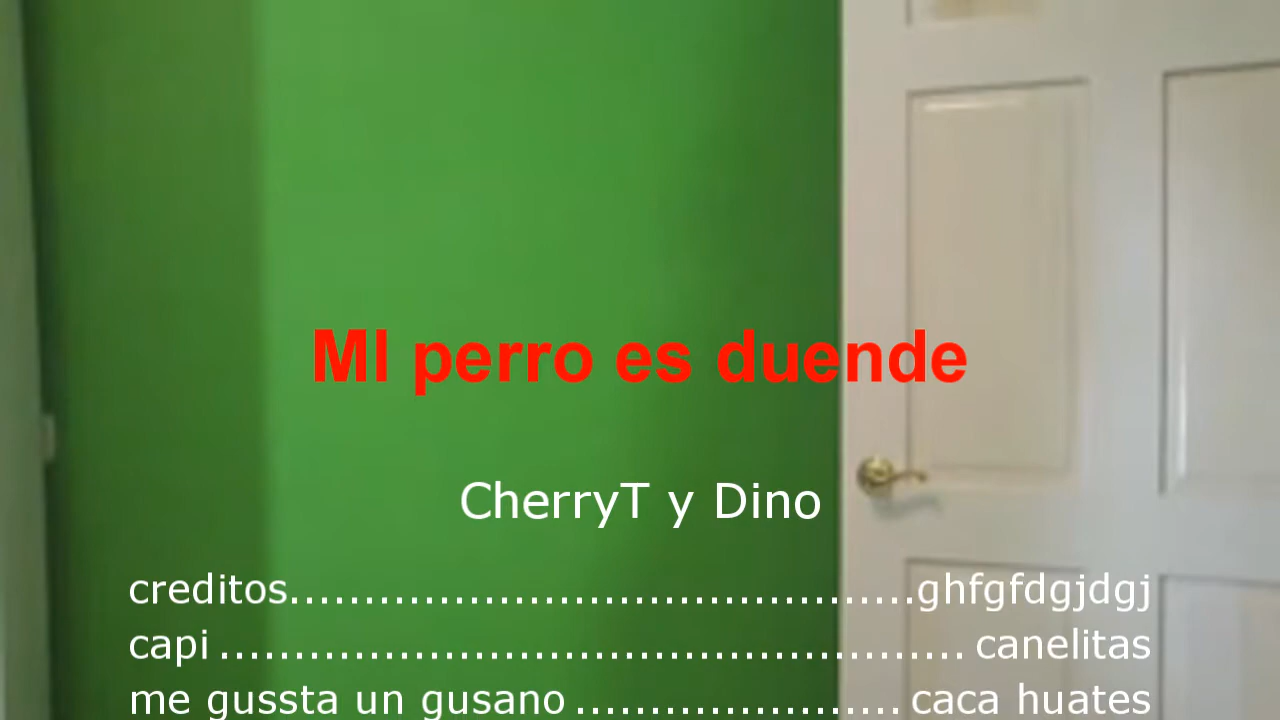 MI perro es duende
CherryT y Dino
creditos..........................................ghfgfdgjdgj
capi .................................................. canelitas
me gussta un gusano ...................... caca huates